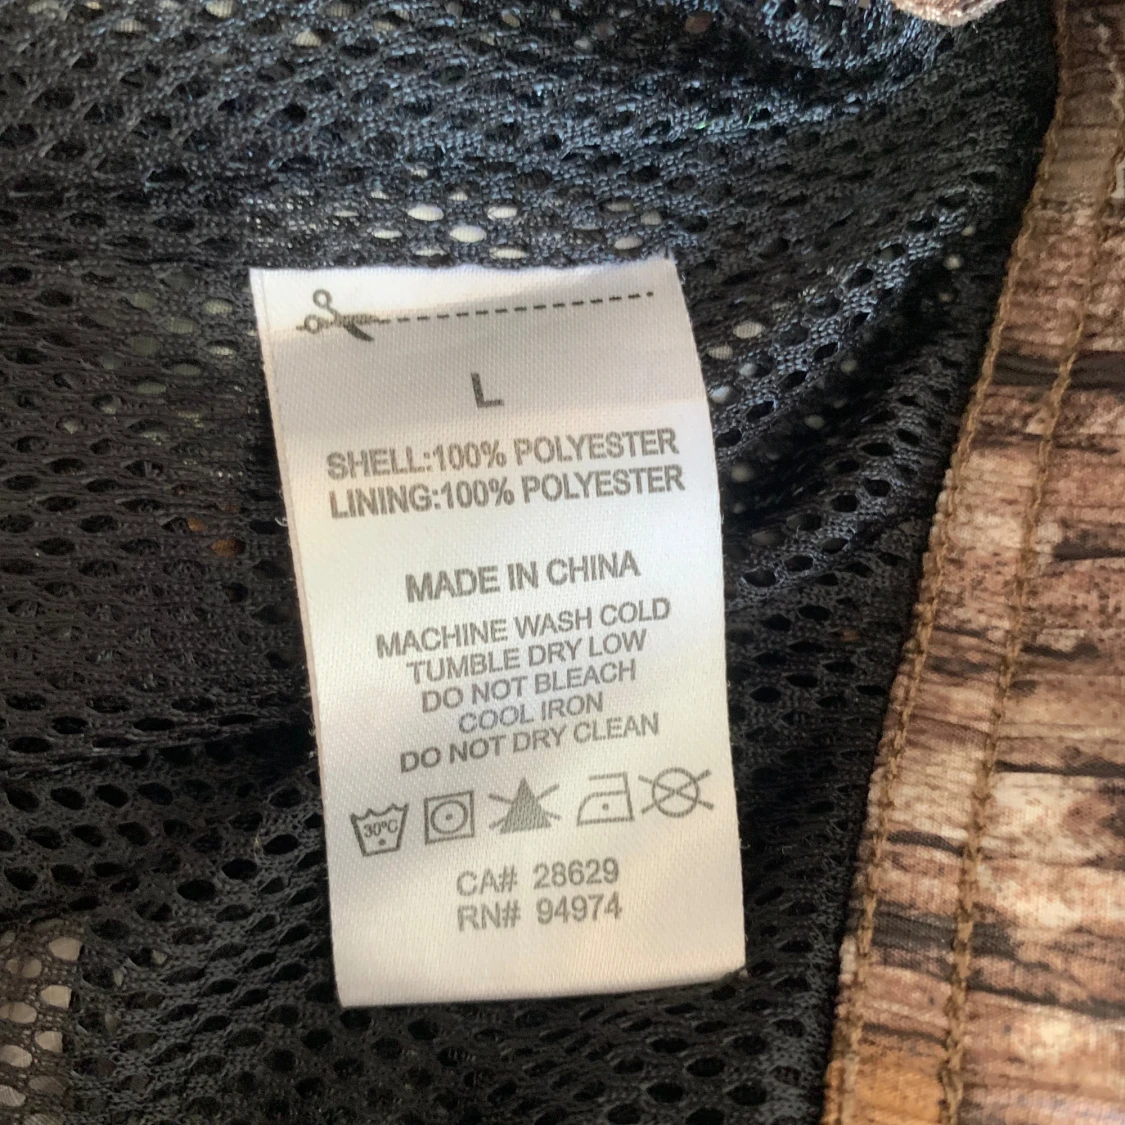 L
SHELL:100% POLYESTER
LINING:100% POLYESTER
MADE IN CHINA
MACHINE WASH COLD
TUMBLE DRY LOW
DO NOT BLEACH
COOL IRON
DO NOT DRY CLEAN
30°C
CA# 28629
RN# 94974